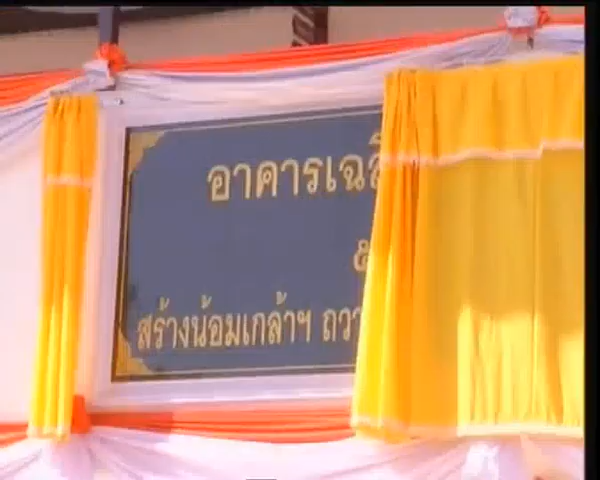 อาคารเฉลิ
๕
สร้างน้อมเกล้าฯ ถวา